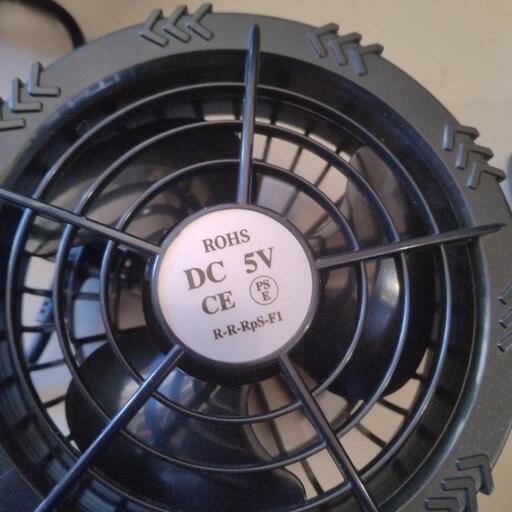 ROHS
DC 5V
CE PS E
R-R-RpS-F1